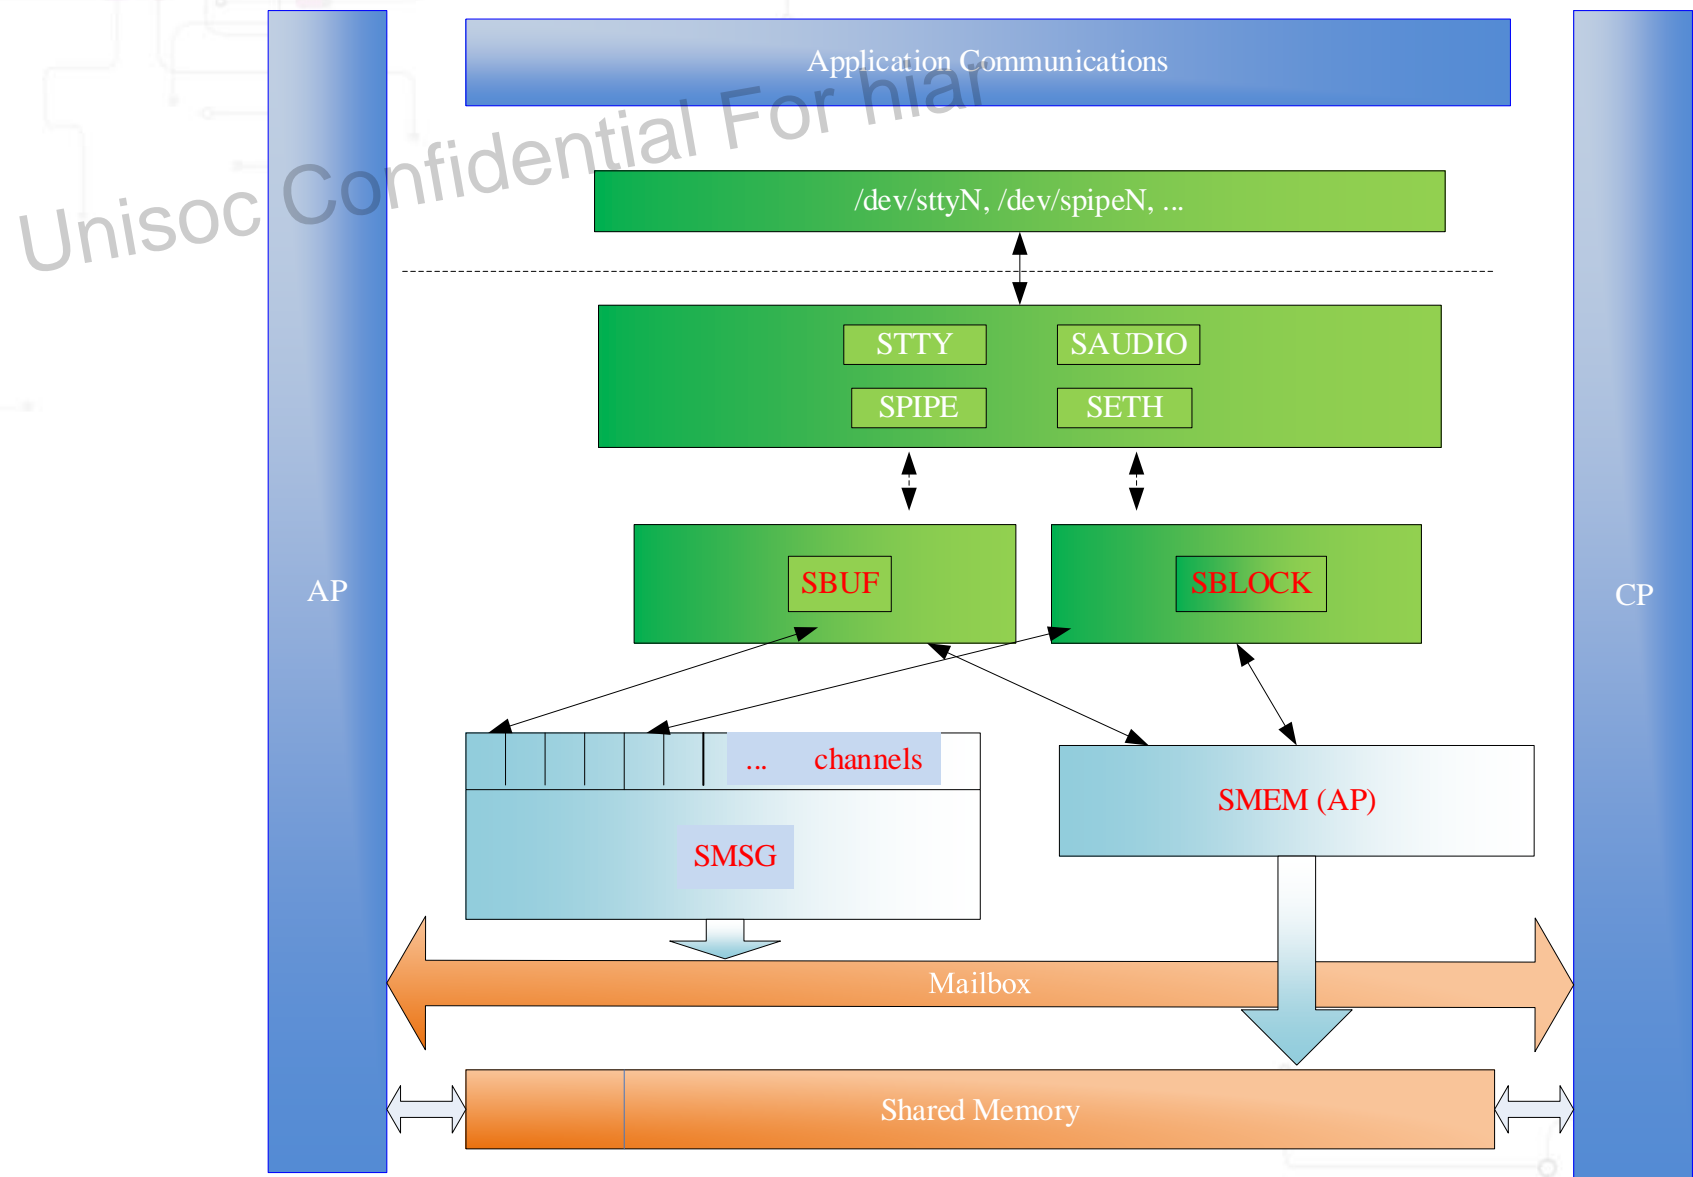 Application Communications
Unisoc Confidential For hiar
/dev/sttyN, /dev/spipeN, ...
STTY SAUDIO
SPIPE SETH
AP
SBUF SBLOCK
CP
... channels
SMEM (AP)
SMSG
Mailbox
Shared Memory